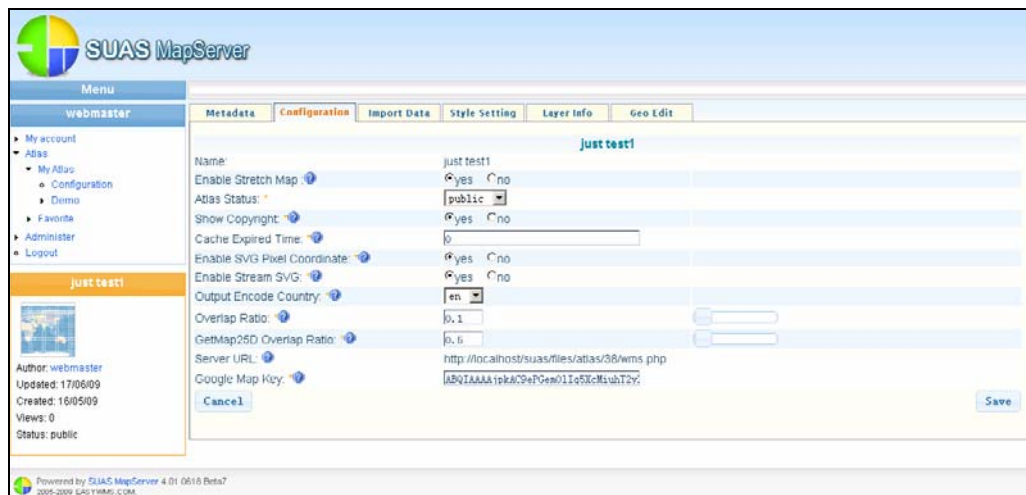 SUAS MapServer
Menu
webmaster
My account
Atlas
My Atlas
Configuration
Demo
Favorite
Administer
Logout
just test1
Author: webmaster
Updated: 17/06/09
Created: 16/05/09
Views: 0
Status: public
Metadata Configuration Import Data Style Setting Layer Info Geo Edit
just test1
Name: just test1
Enable Stretch Map : yes no
Atlas Status: * public
Show Copyright: * yes no
Cache Expired Time: * 0
Enable SVG Pixel Coordinate: * yes no
Enable Stream SVG: * yes no
Output Encode Country: * en
Overlap Ratio: * 0.1
GetMap25D Overlap Ratio: * 0.6
Server URL: http://localhost/suas/files/atlas/38/wms.php
Google Map Key: *
Cancel Save
Powered by SUAS MapServer 4.01 0618 Beta7
2005-2009 EASYWMS.COM.